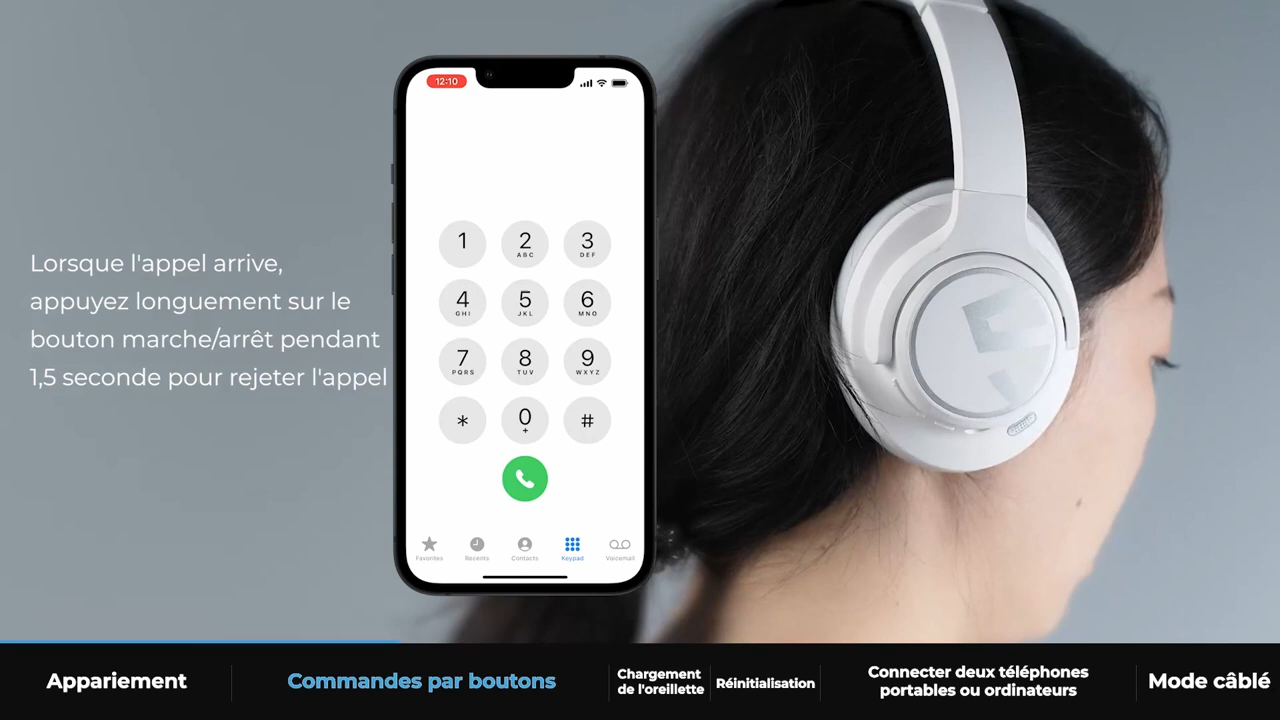 12:10
1
2
ABC
3
DEF
4
GHI
5
JKL
6
MNO
7
PQRS
8
TUV
9
WXYZ
*
0
+
#
Favorites
Recents
Contacts
Keypad
Voicemail
Lorsque l'appel arrive,
appuyez longuement sur le
bouton marche/arrêt pendant
1,5 seconde pour rejeter l'appel
Appariement
Commandes par boutons
Chargement
de l'oreillette
Réinitialisation
Connecter deux téléphones
portables ou ordinateurs
Mode câblé